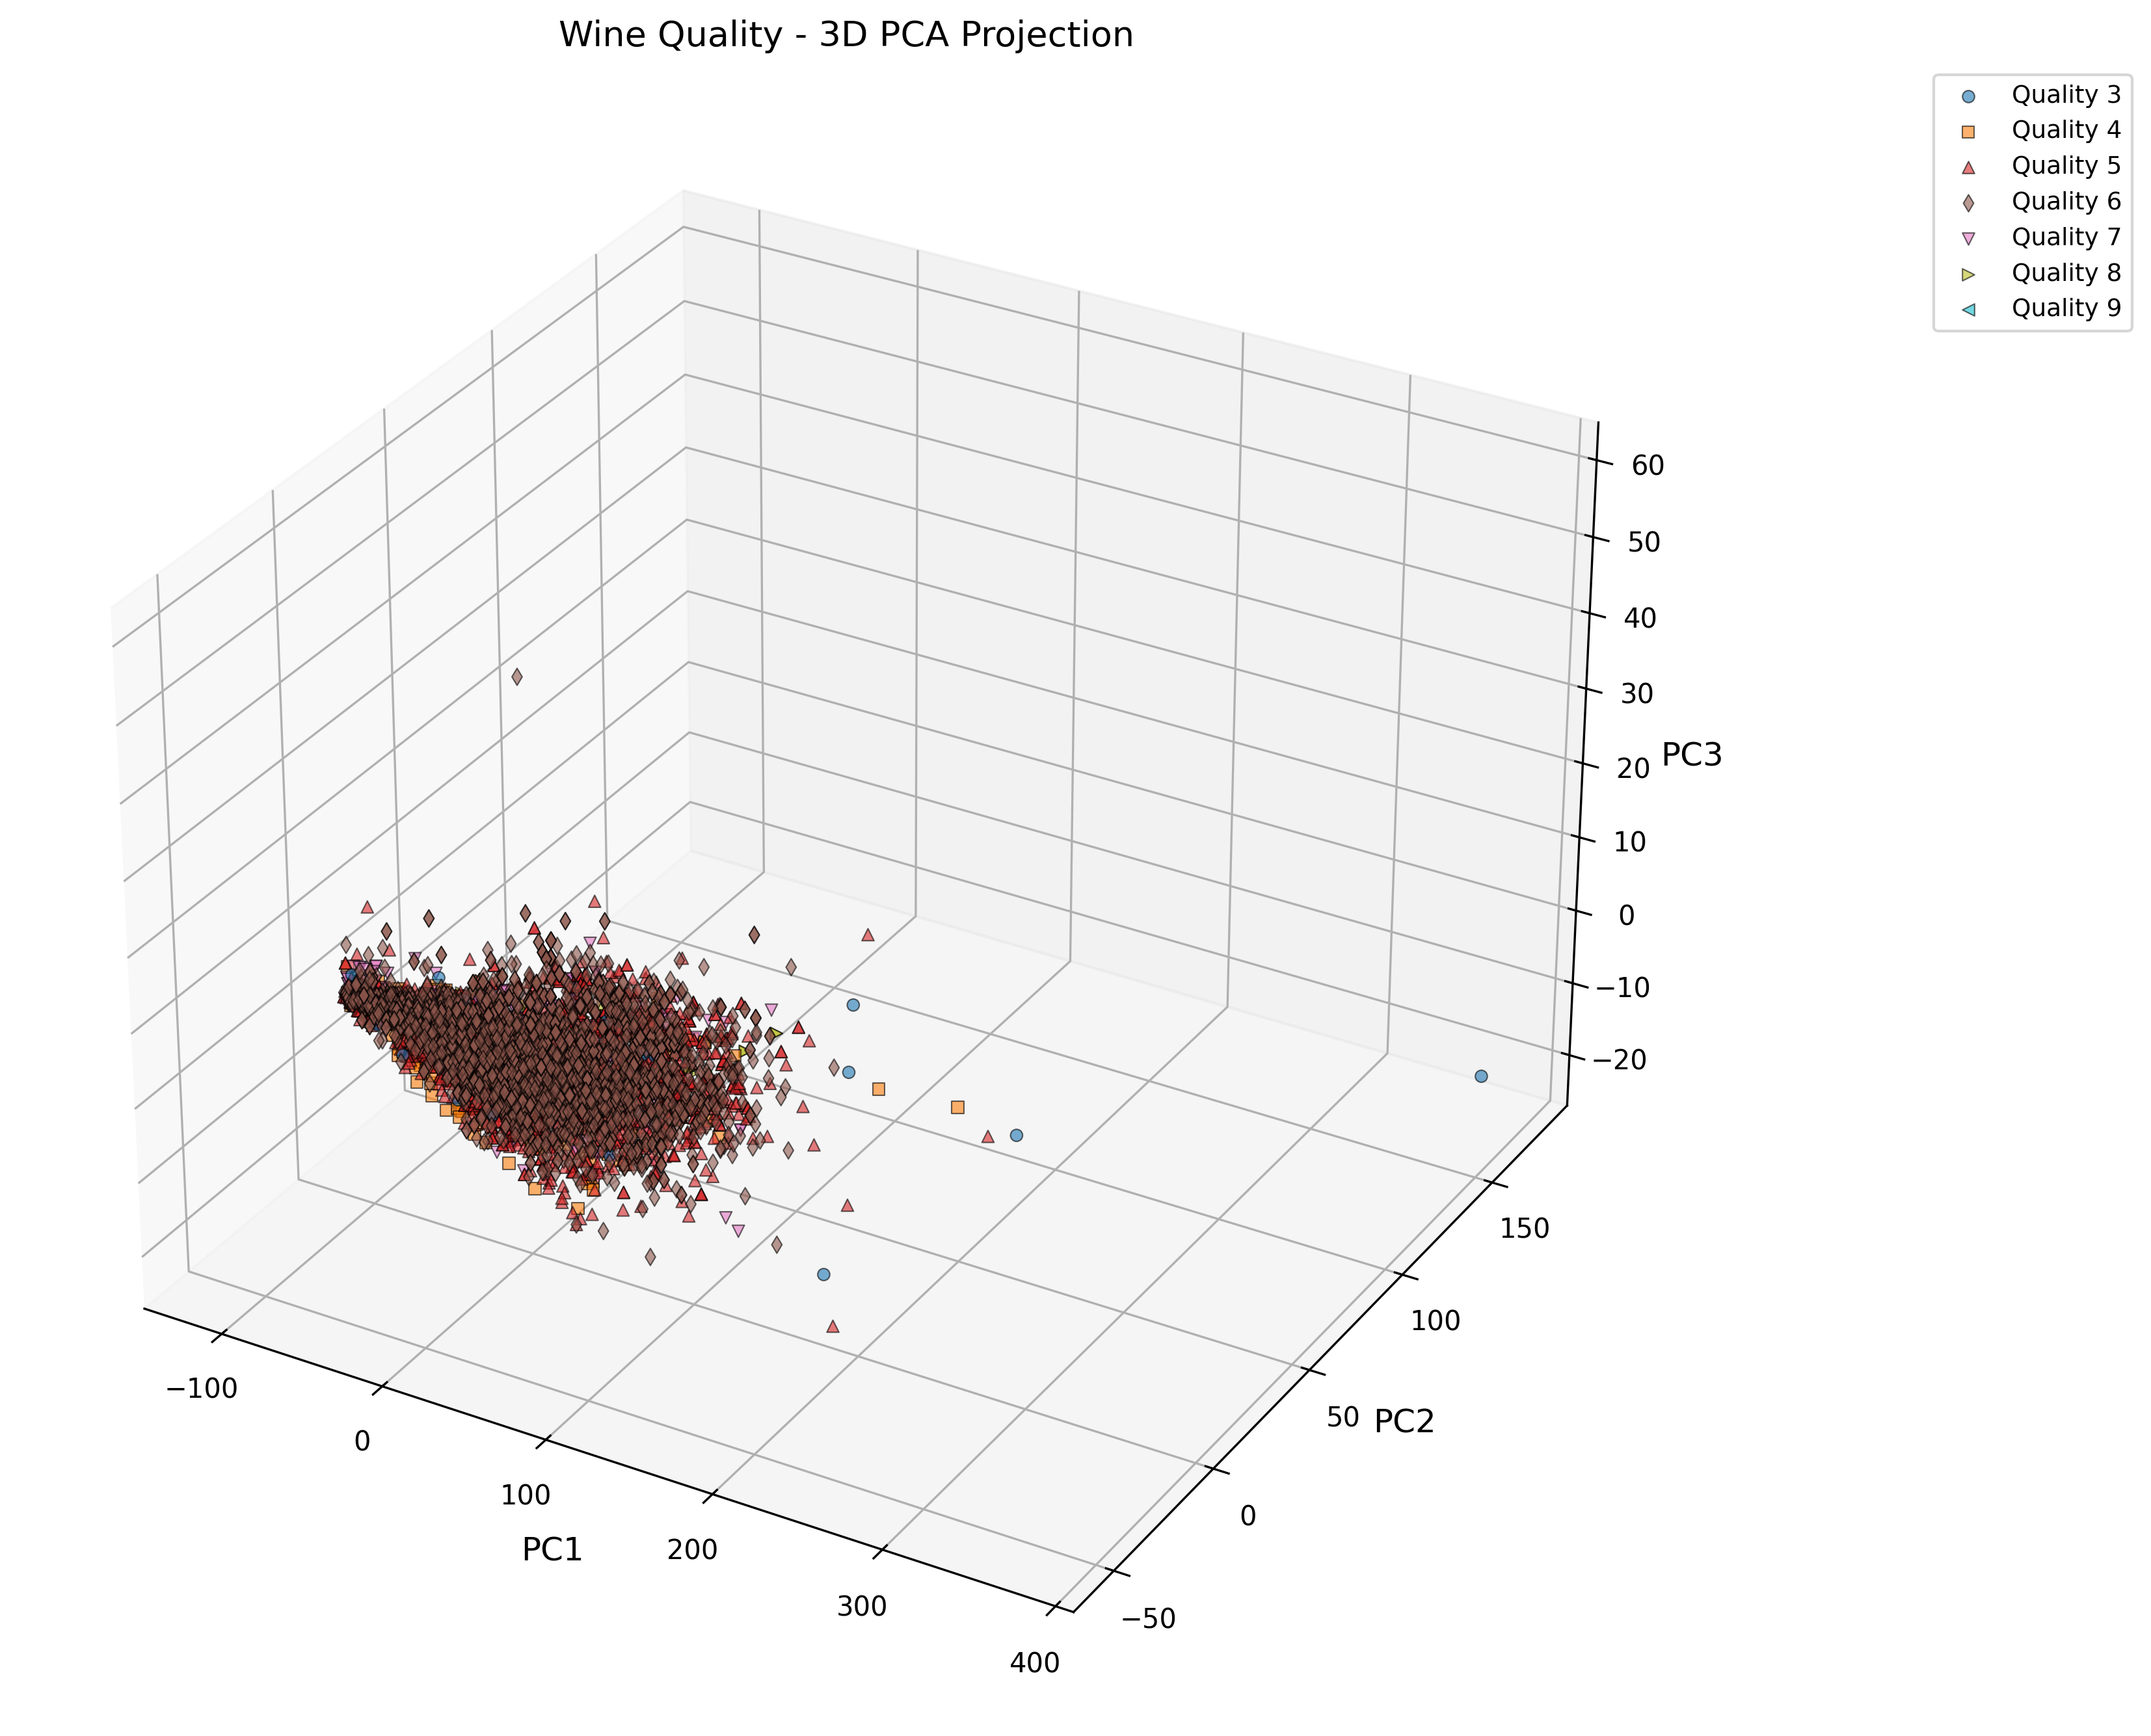 Wine Quality - 3D PCA Projection
Quality 3
Quality 4
Quality 5
Quality 6
Quality 7
Quality 8
Quality 9
60
50
40
30
20
10
0
−10
−20
PC3
150
100
50
0
−50
PC2
−100
0
100
200
300
400
PC1